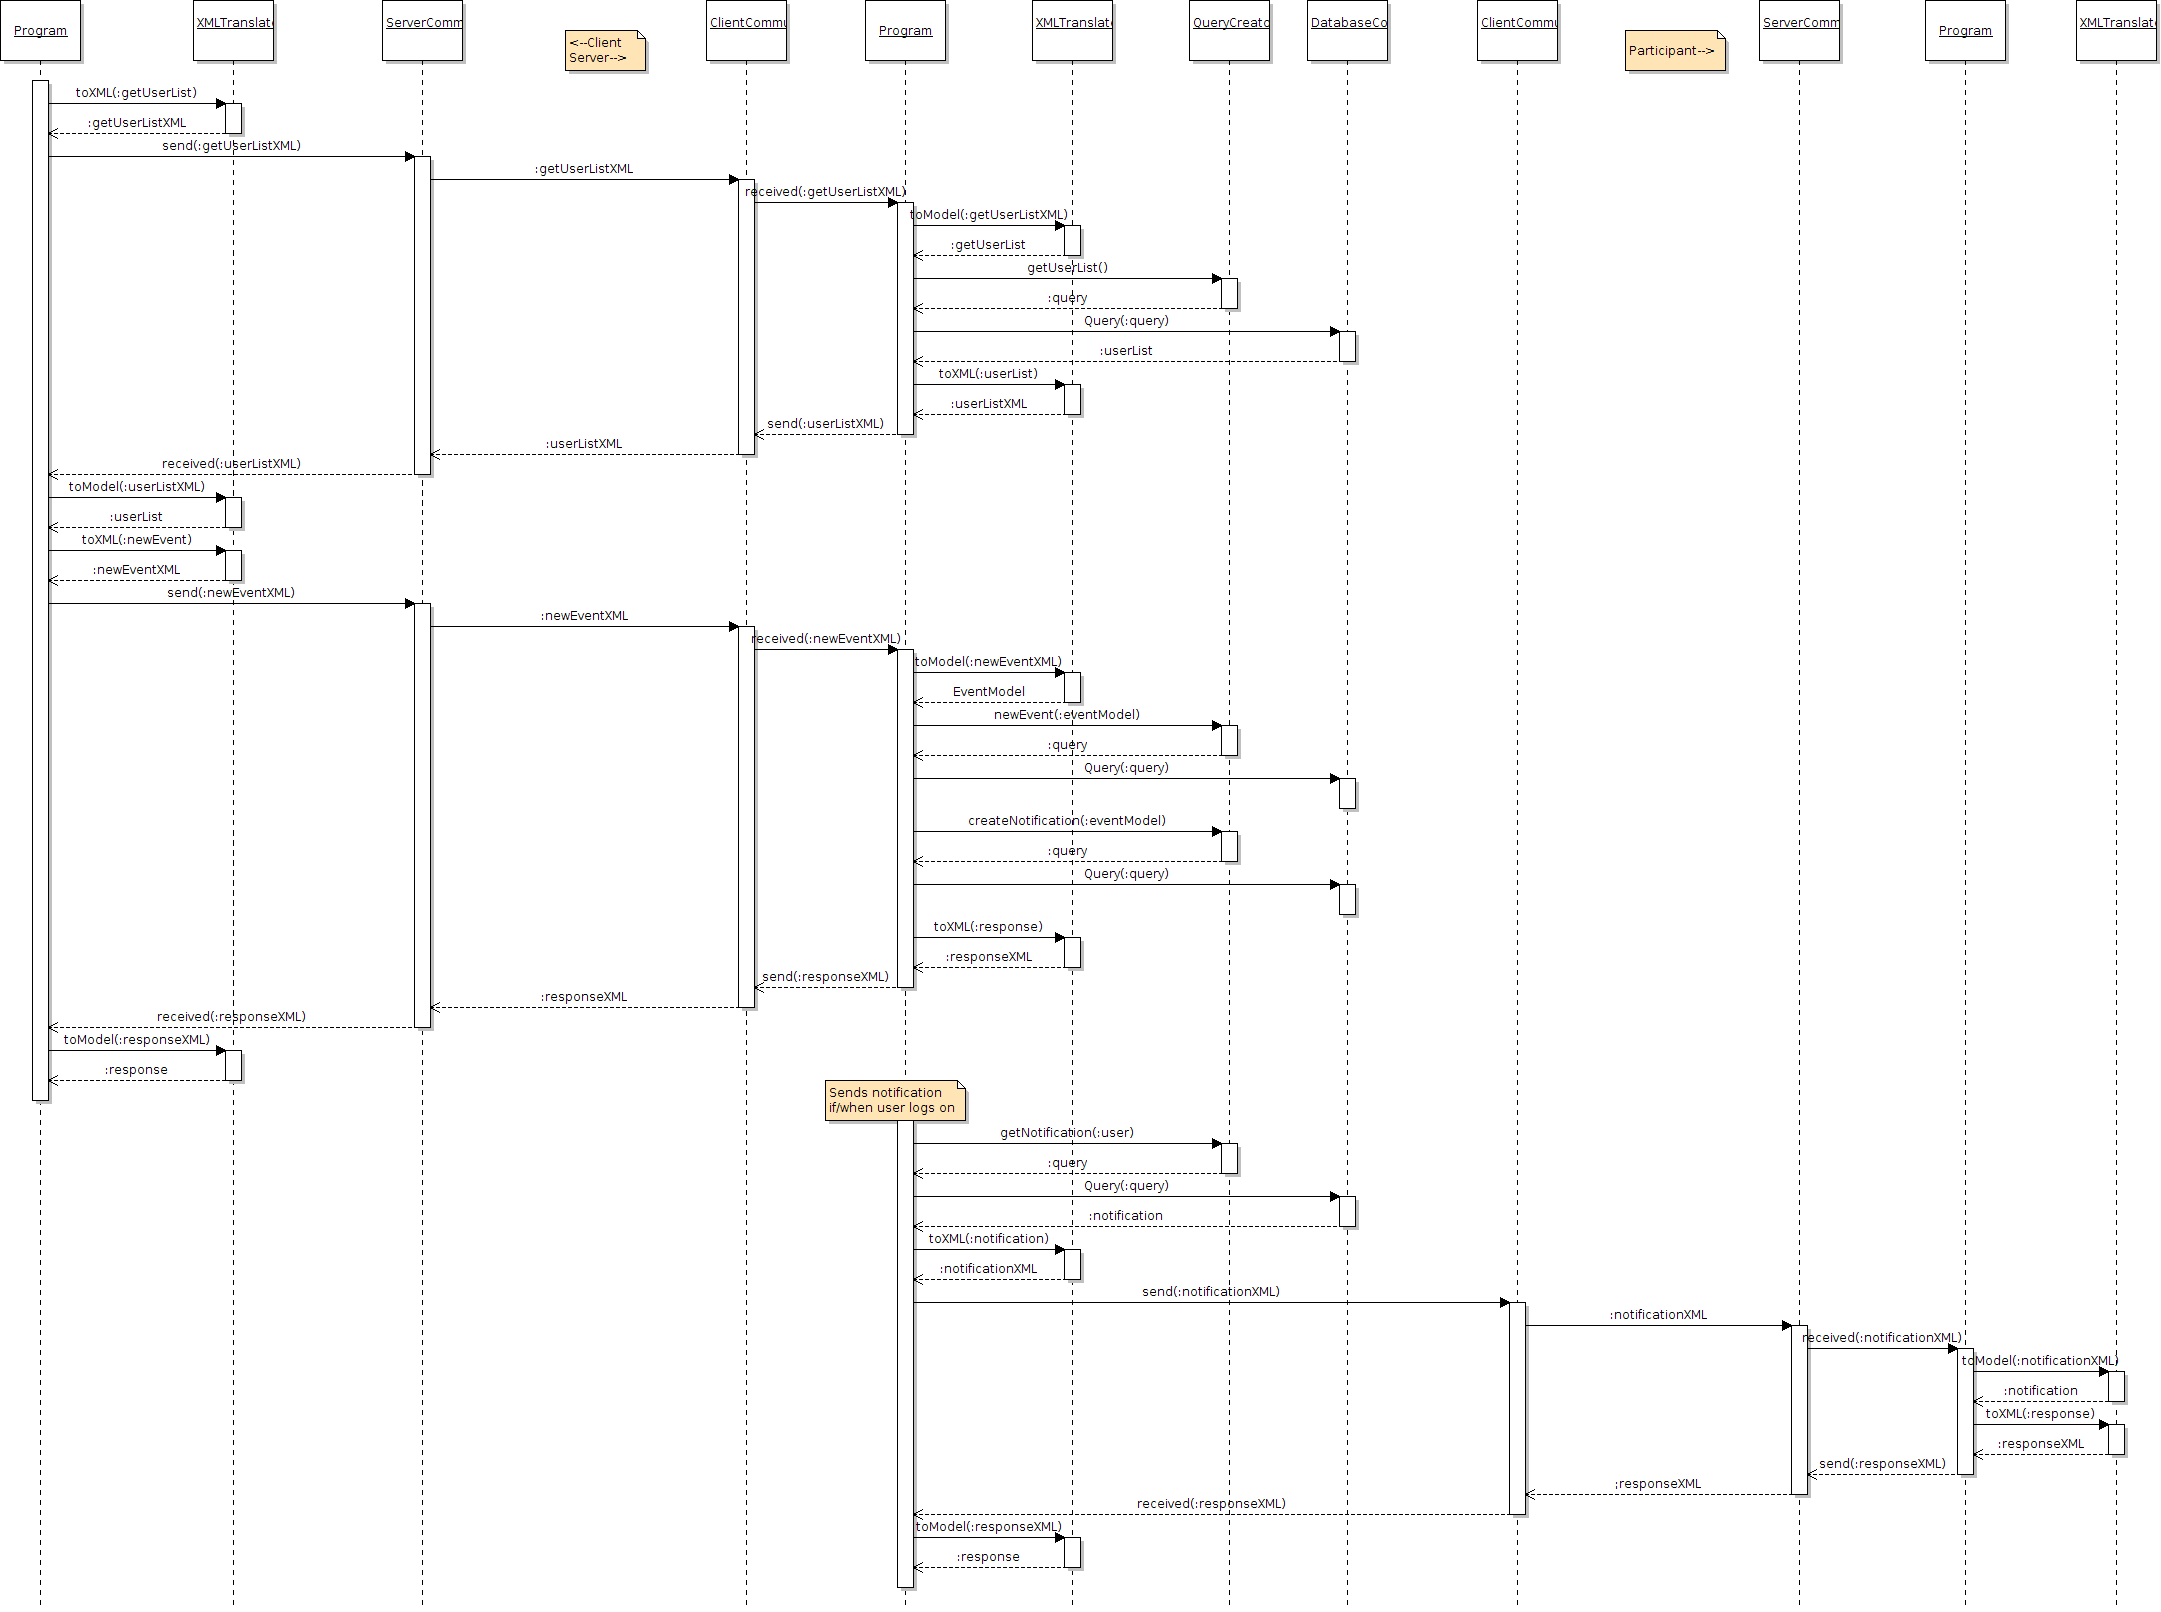 Program
XMLTranslat
ServerComm
<--Client
Server-->
ClientCommu
Program
XMLTranslat
QueryCreato
DatabaseCo
ClientCommu
Participant-->
ServerComm
Program
XMLTranslat
toXML(:getUserList)
:getUserListXML
send(:getUserListXML)
:getUserListXML
received(:getUserListXML)
toModel(:getUserListXML)
:getUserList
getUserList()
:query
Query(:query)
:userList
toXML(:userList)
:userListXML
send(:userListXML)
:userListXML
received(:userListXML)
toModel(:userListXML)
:userList
toXML(:newEvent)
:newEventXML
send(:newEventXML)
:newEventXML
received(:newEventXML)
toModel(:newEventXML)
EventModel
newEvent(:eventModel)
:query
Query(:query)
createNotification(:eventModel)
:query
Query(:query)
toXML(:response)
:responseXML
send(:responseXML)
:responseXML
received(:responseXML)
toModel(:responseXML)
:response
Sends notification
if/when user logs on
getNotification(:user)
:query
Query(:query)
:notification
toXML(:notification)
:notificationXML
send(:notificationXML)
:notificationXML
received(:notificationXML)
toModel(:notificationXML)
:notification
toXML(:response)
:responseXML
send(:responseXML)
;responseXML
received(:responseXML)
toModel(:responseXML)
:response